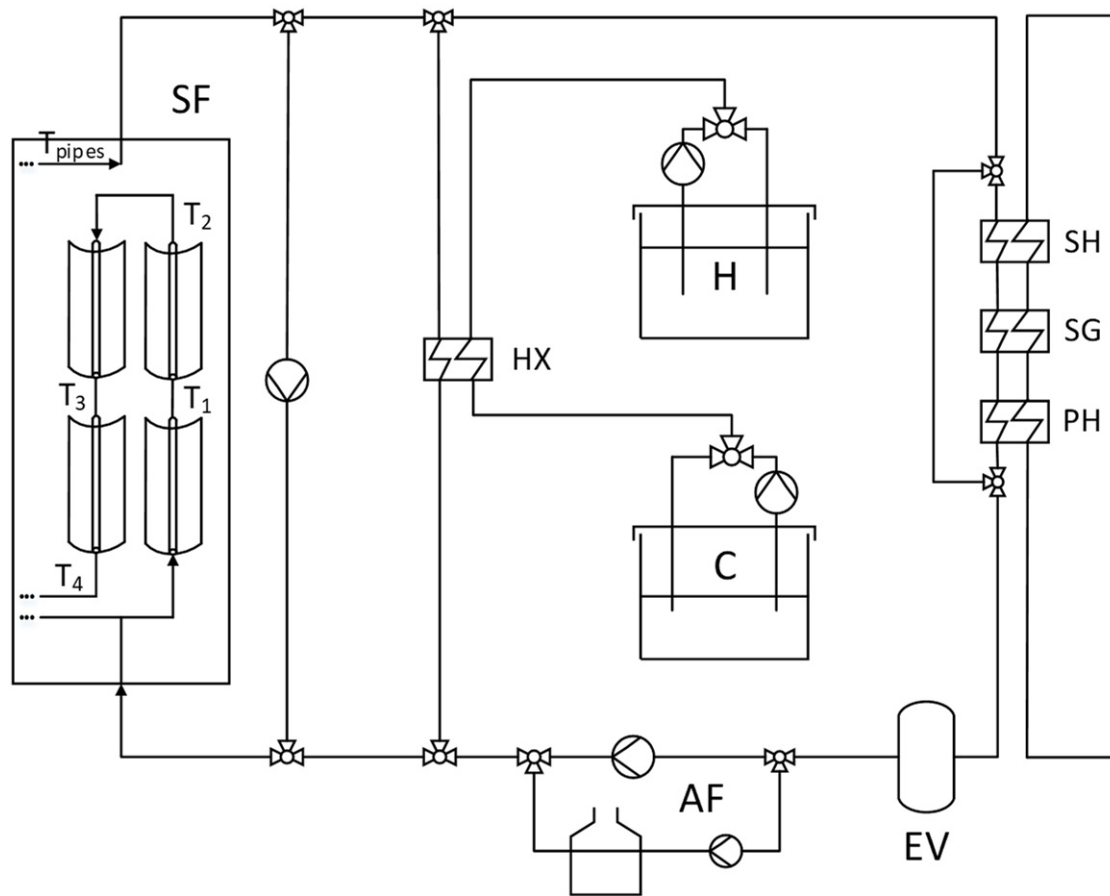 SF
T_pipes
...
T₂
T₃
T₁
T₄
...
...
H
HX
C
SH
SG
PH
AF
EV